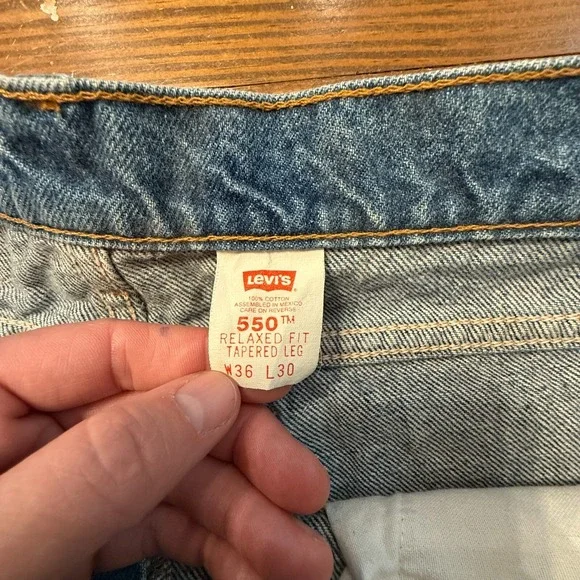 LEVI'S
100% COTTON
ASSEMBLED IN MEXICO
CARE ON REVERSE
550™
RELAXED FIT
TAPERED LEG
W36 L30